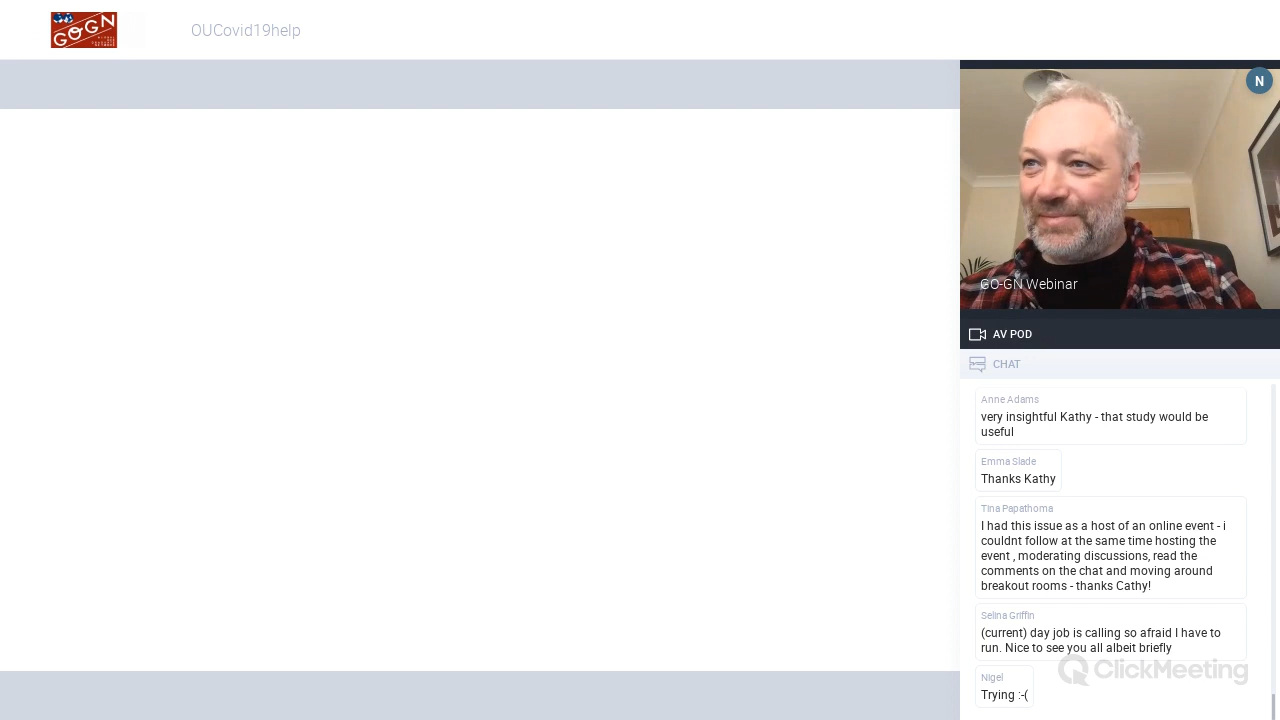 GO-GN
OUCovid19help
N
GO-GN Webinar
AV POD
CHAT
Anne Adams
very insightful Kathy - that study would be
useful
Emma Slade
Thanks Kathy
Tina Papathoma
I had this issue as a host of an online event - i
couldnt follow at the same time hosting the
event , moderating discussions, read the
comments on the chat and moving around
breakout rooms - thanks Cathy!
Selina Griffin
(current) day job is calling so afraid I have to
run. Nice to see you all albeit briefly
ClickMeeting
Nigel
Trying :-(